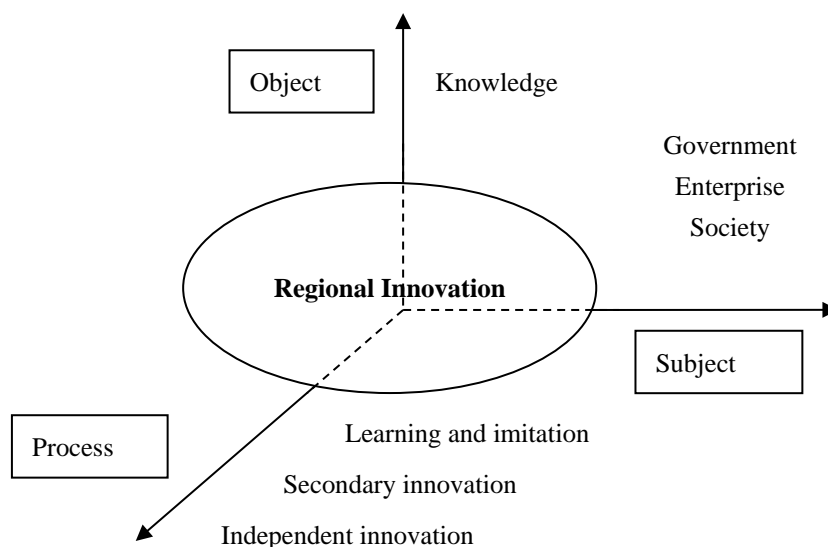 Object
Knowledge
Government
Enterprise
Society
Regional Innovation
Subject
Process
Learning and imitation
Secondary innovation
Independent innovation